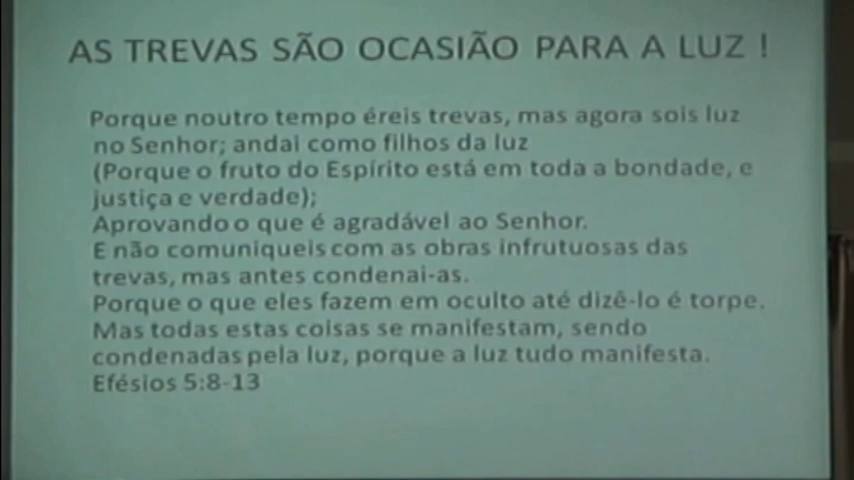 AS TREVAS SÃO OCASIÃO PARA A LUZ !
Porque noutro tempo éreis trevas, mas agora sois luz
no Senhor; andai como filhos da luz
(Porque o fruto do Espírito está em toda a bondade, e
justiça e verdade);
Aprovando o que é agradável ao Senhor.
E não comuniqueis com as obras infrutuosas das
trevas, mas antes condenai-as.
Porque o que eles fazem em oculto até dizê-lo é torpe.
Mas todas estas coisas se manifestam, sendo
condenadas pela luz, porque a luz tudo manifesta.
Efésios 5:8-13